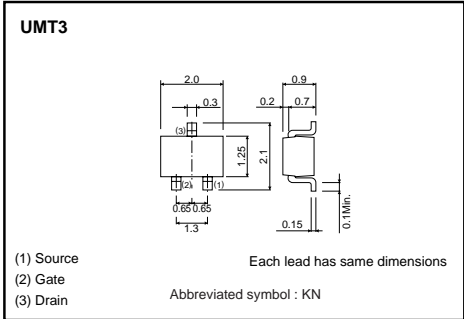 UMT3
2.0
0.3
0.9
0.2
0.7
(3)
1.25
2.1
(2)
(1)
0.65
0.65
1.3
0.15
0.1Min.
(1) Source
(2) Gate
(3) Drain
Each lead has same dimensions
Abbreviated symbol : KN